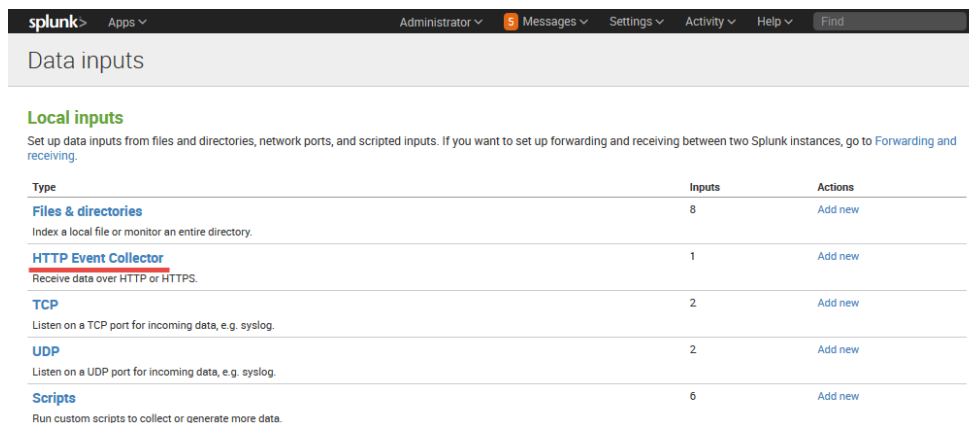 splunk> Apps Administrator 5 Messages Settings Activity Help Find
Data inputs
Local inputs
Set up data inputs from files and directories, network ports, and scripted inputs. If you want to set up forwarding and receiving between two Splunk instances, go to Forwarding and
receiving.
Type Inputs Actions
Files & directories 8 Add new
Index a local file or monitor an entire directory.
HTTP Event Collector 1 Add new
Receive data over HTTP or HTTPS.
TCP 2 Add new
Listen on a TCP port for incoming data, e.g. syslog.
UDP 2 Add new
Listen on a UDP port for incoming data, e.g. syslog.
Scripts 6 Add new
Run custom scripts to collect or generate more data.